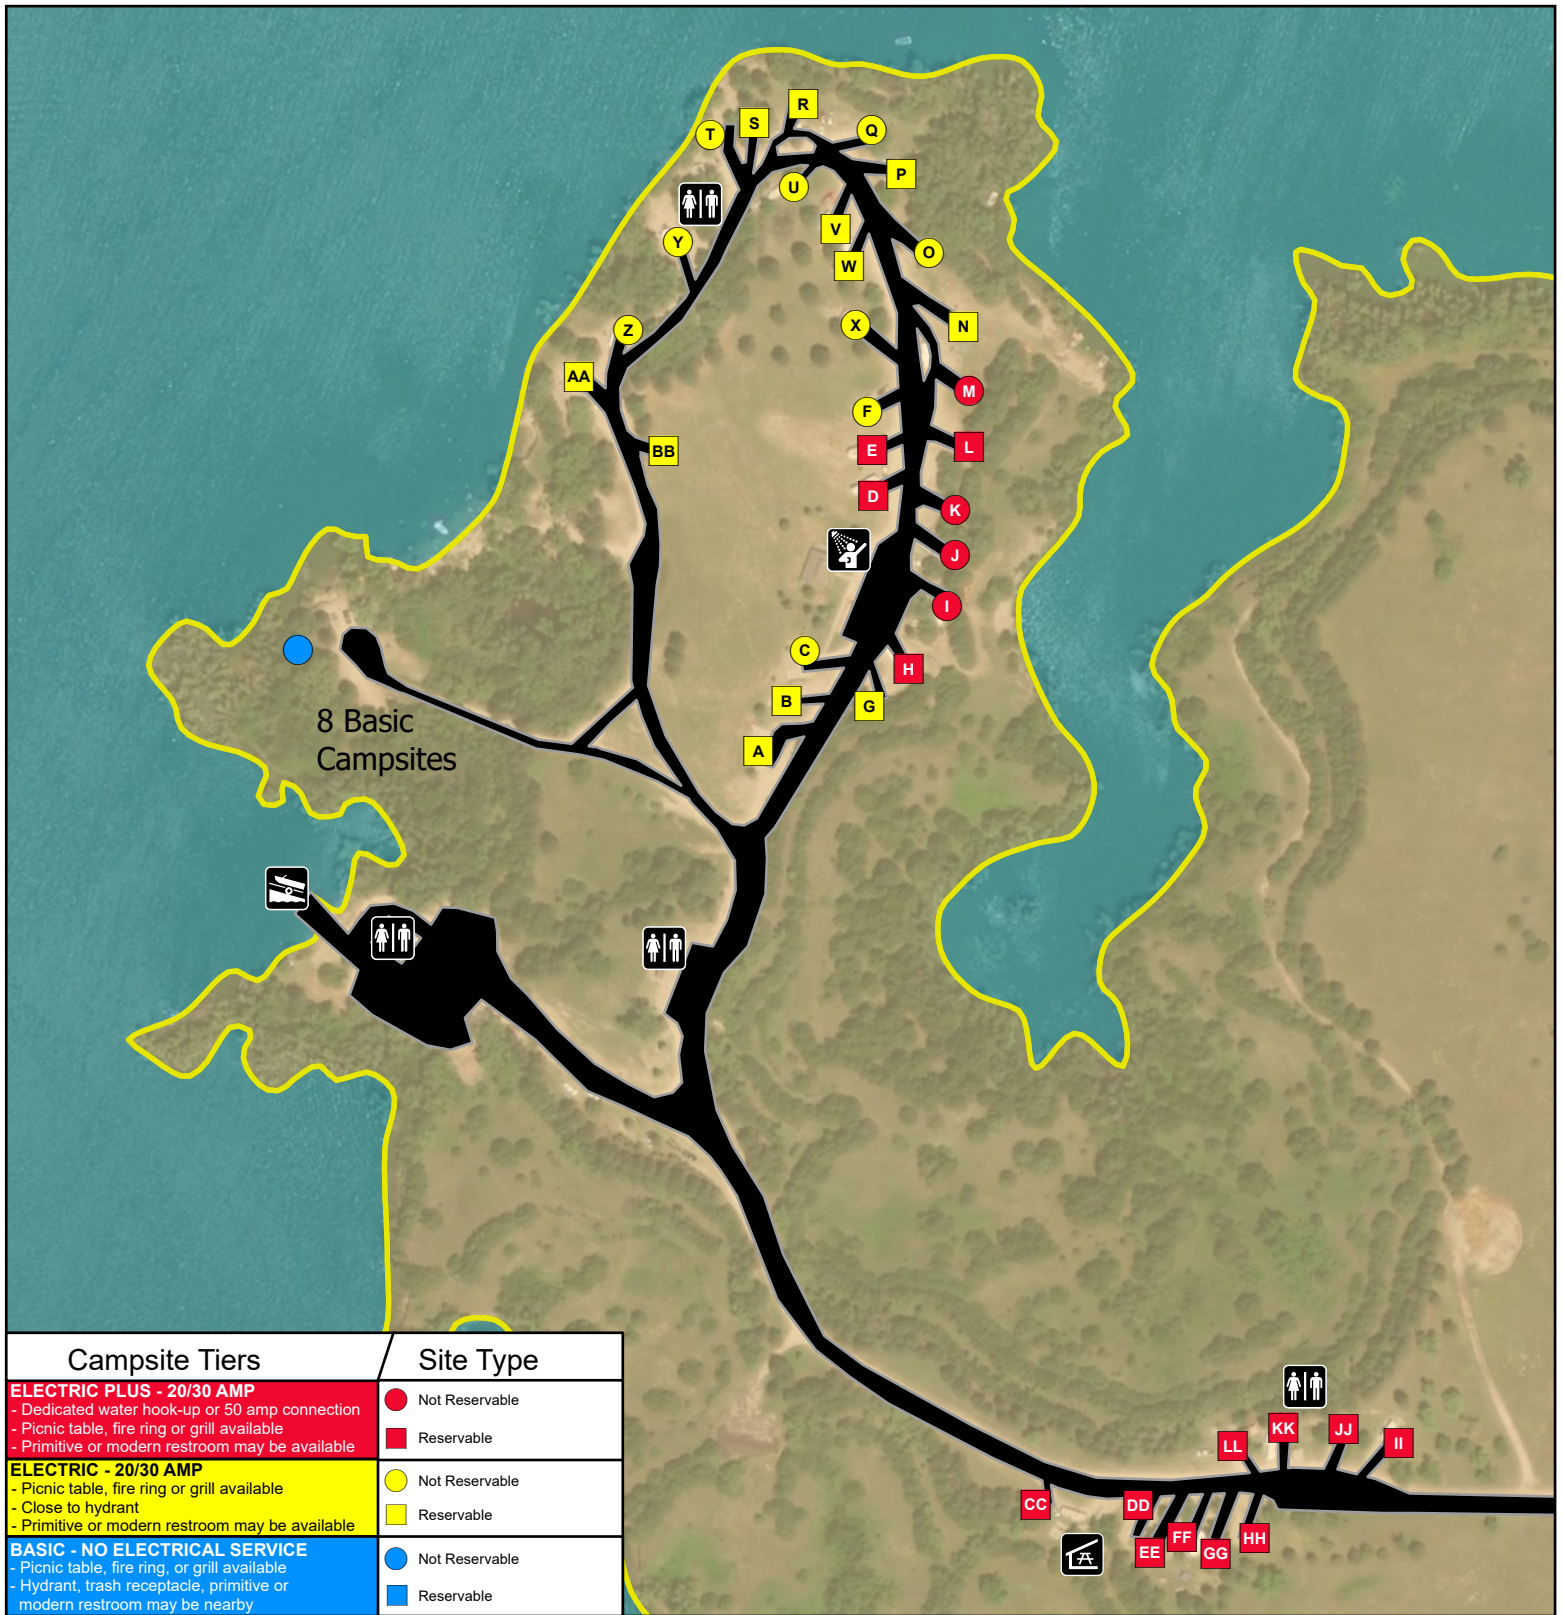 R
S
Q
T
P
U
V
O
W
Y
X
N
Z
AA
M
F
E
L
BB
D
K
J
I
C
H
B
G
A
8 Basic
Campsites
LL
KK
JJ
II
CC
DD
EE
FF
GG
HH
Campsite Tiers
Site Type
ELECTRIC PLUS - 20/30 AMP
- Dedicated water hook-up or 50 amp connection
- Picnic table, fire ring or grill available
- Primitive or modern restroom may be available
Not Reservable
Reservable
ELECTRIC - 20/30 AMP
- Picnic table, fire ring or grill available
- Close to hydrant
- Primitive or modern restroom may be available
Not Reservable
Reservable
BASIC - NO ELECTRICAL SERVICE
- Picnic table, fire ring, or grill available
- Hydrant, trash receptacle, primitive or
modern restroom may be nearby
Not Reservable
Reservable